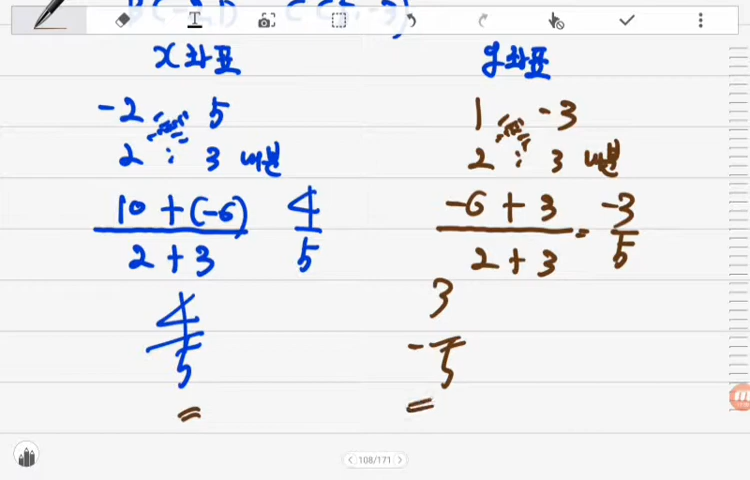 x좌표 y좌표
-2 5 1 -3
2 : 3 내분 2 : 3 내분
10 + (-6) 4 -6 + 3 = -3
2 + 3 5 2 + 3 5
4 3
5 - 5
= =
108/171